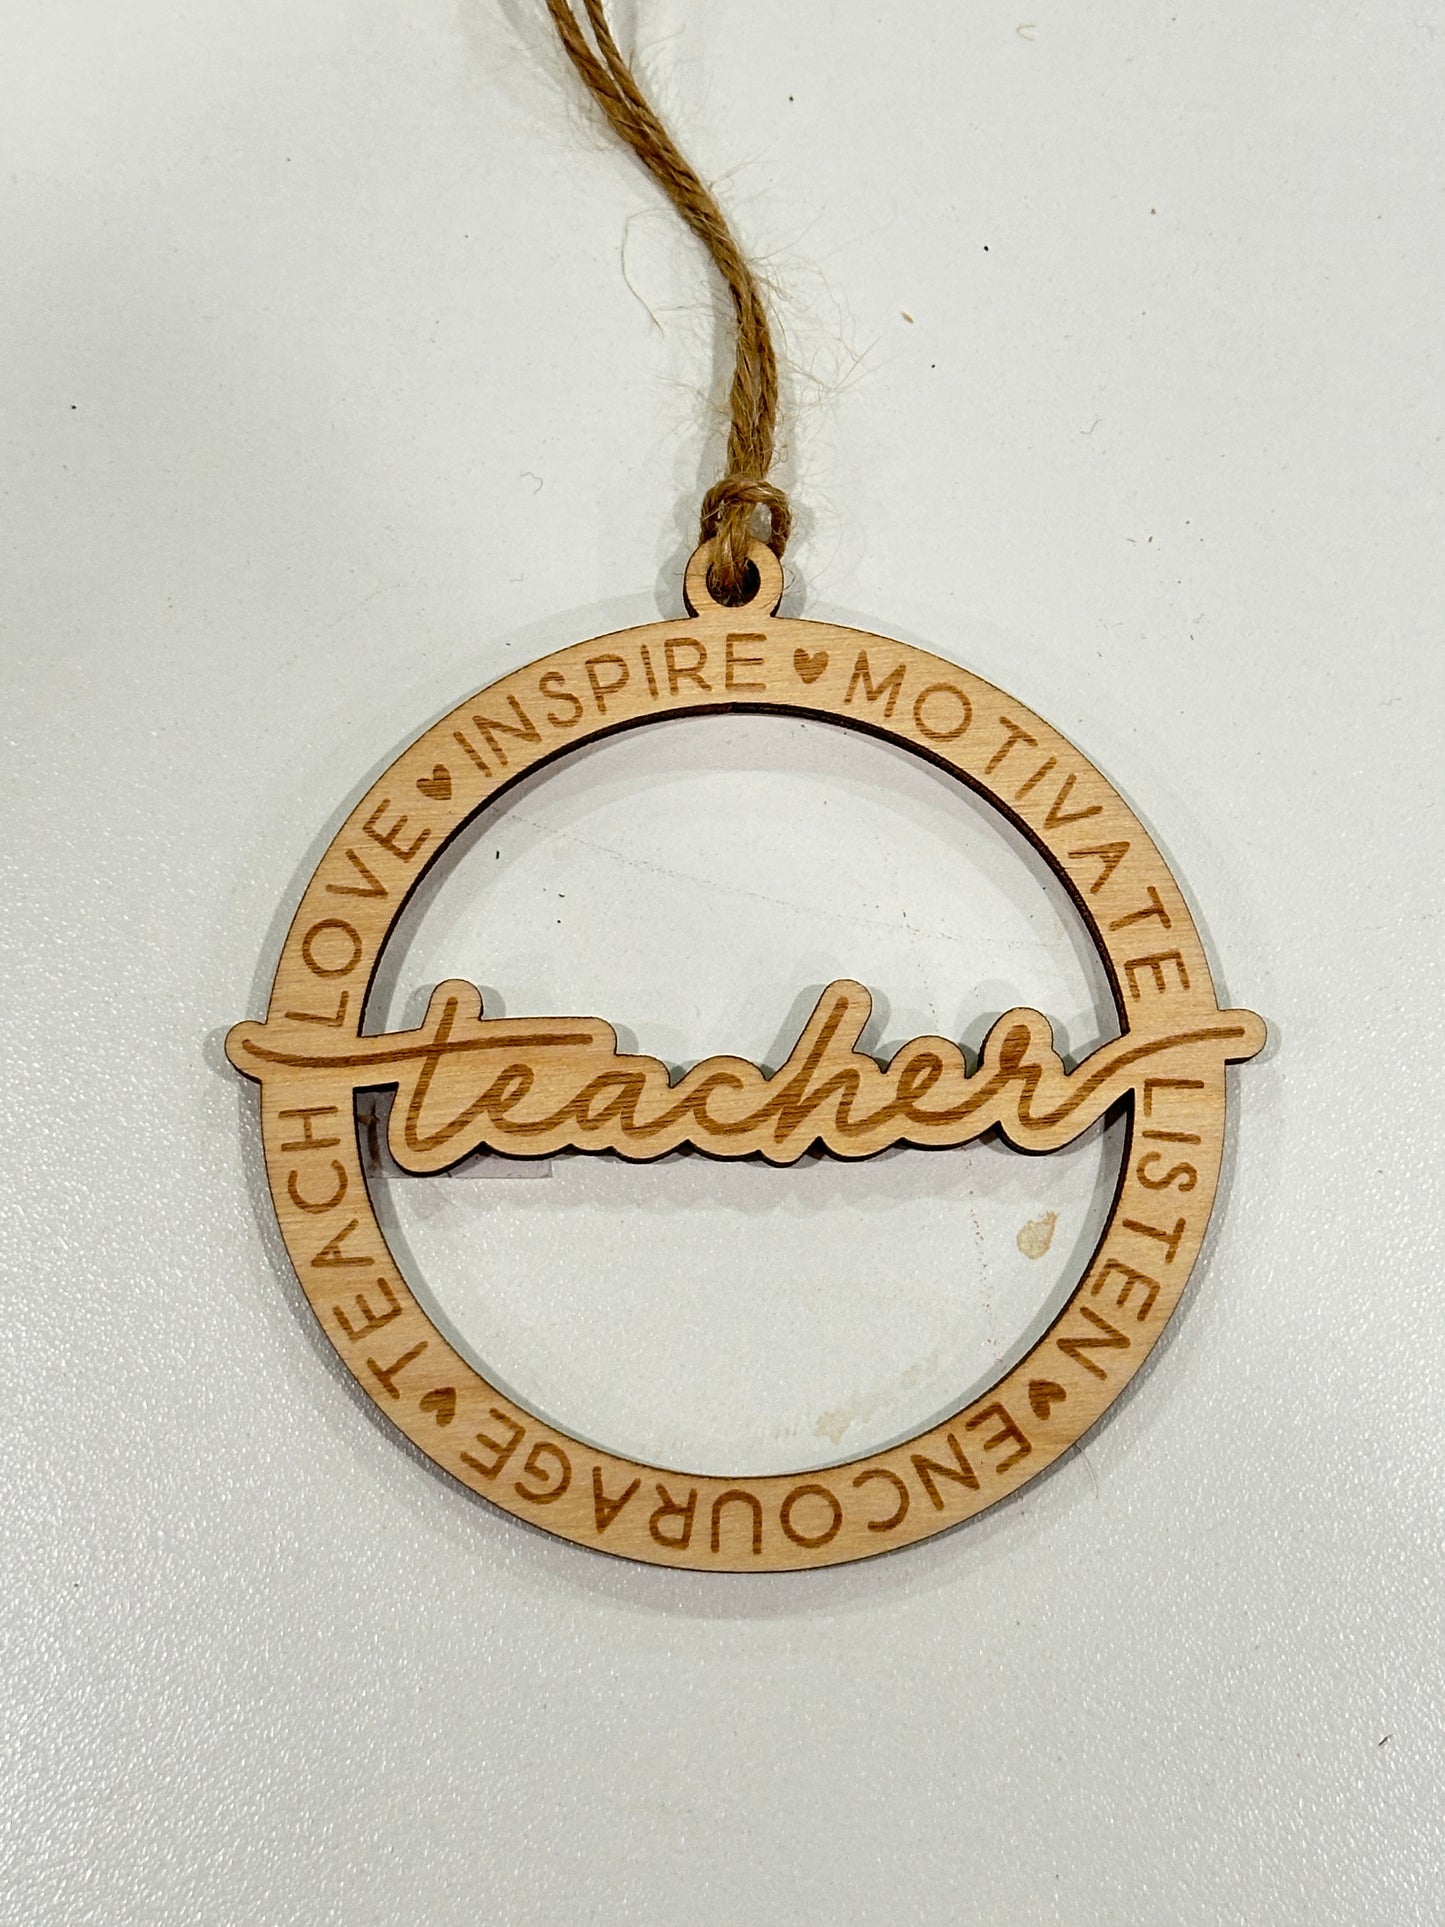 LOVE ♥ INSPIRE ♥ MOTIVATE
teacher
LISTEN ♥ ENCOURAGE ♥ TEACH